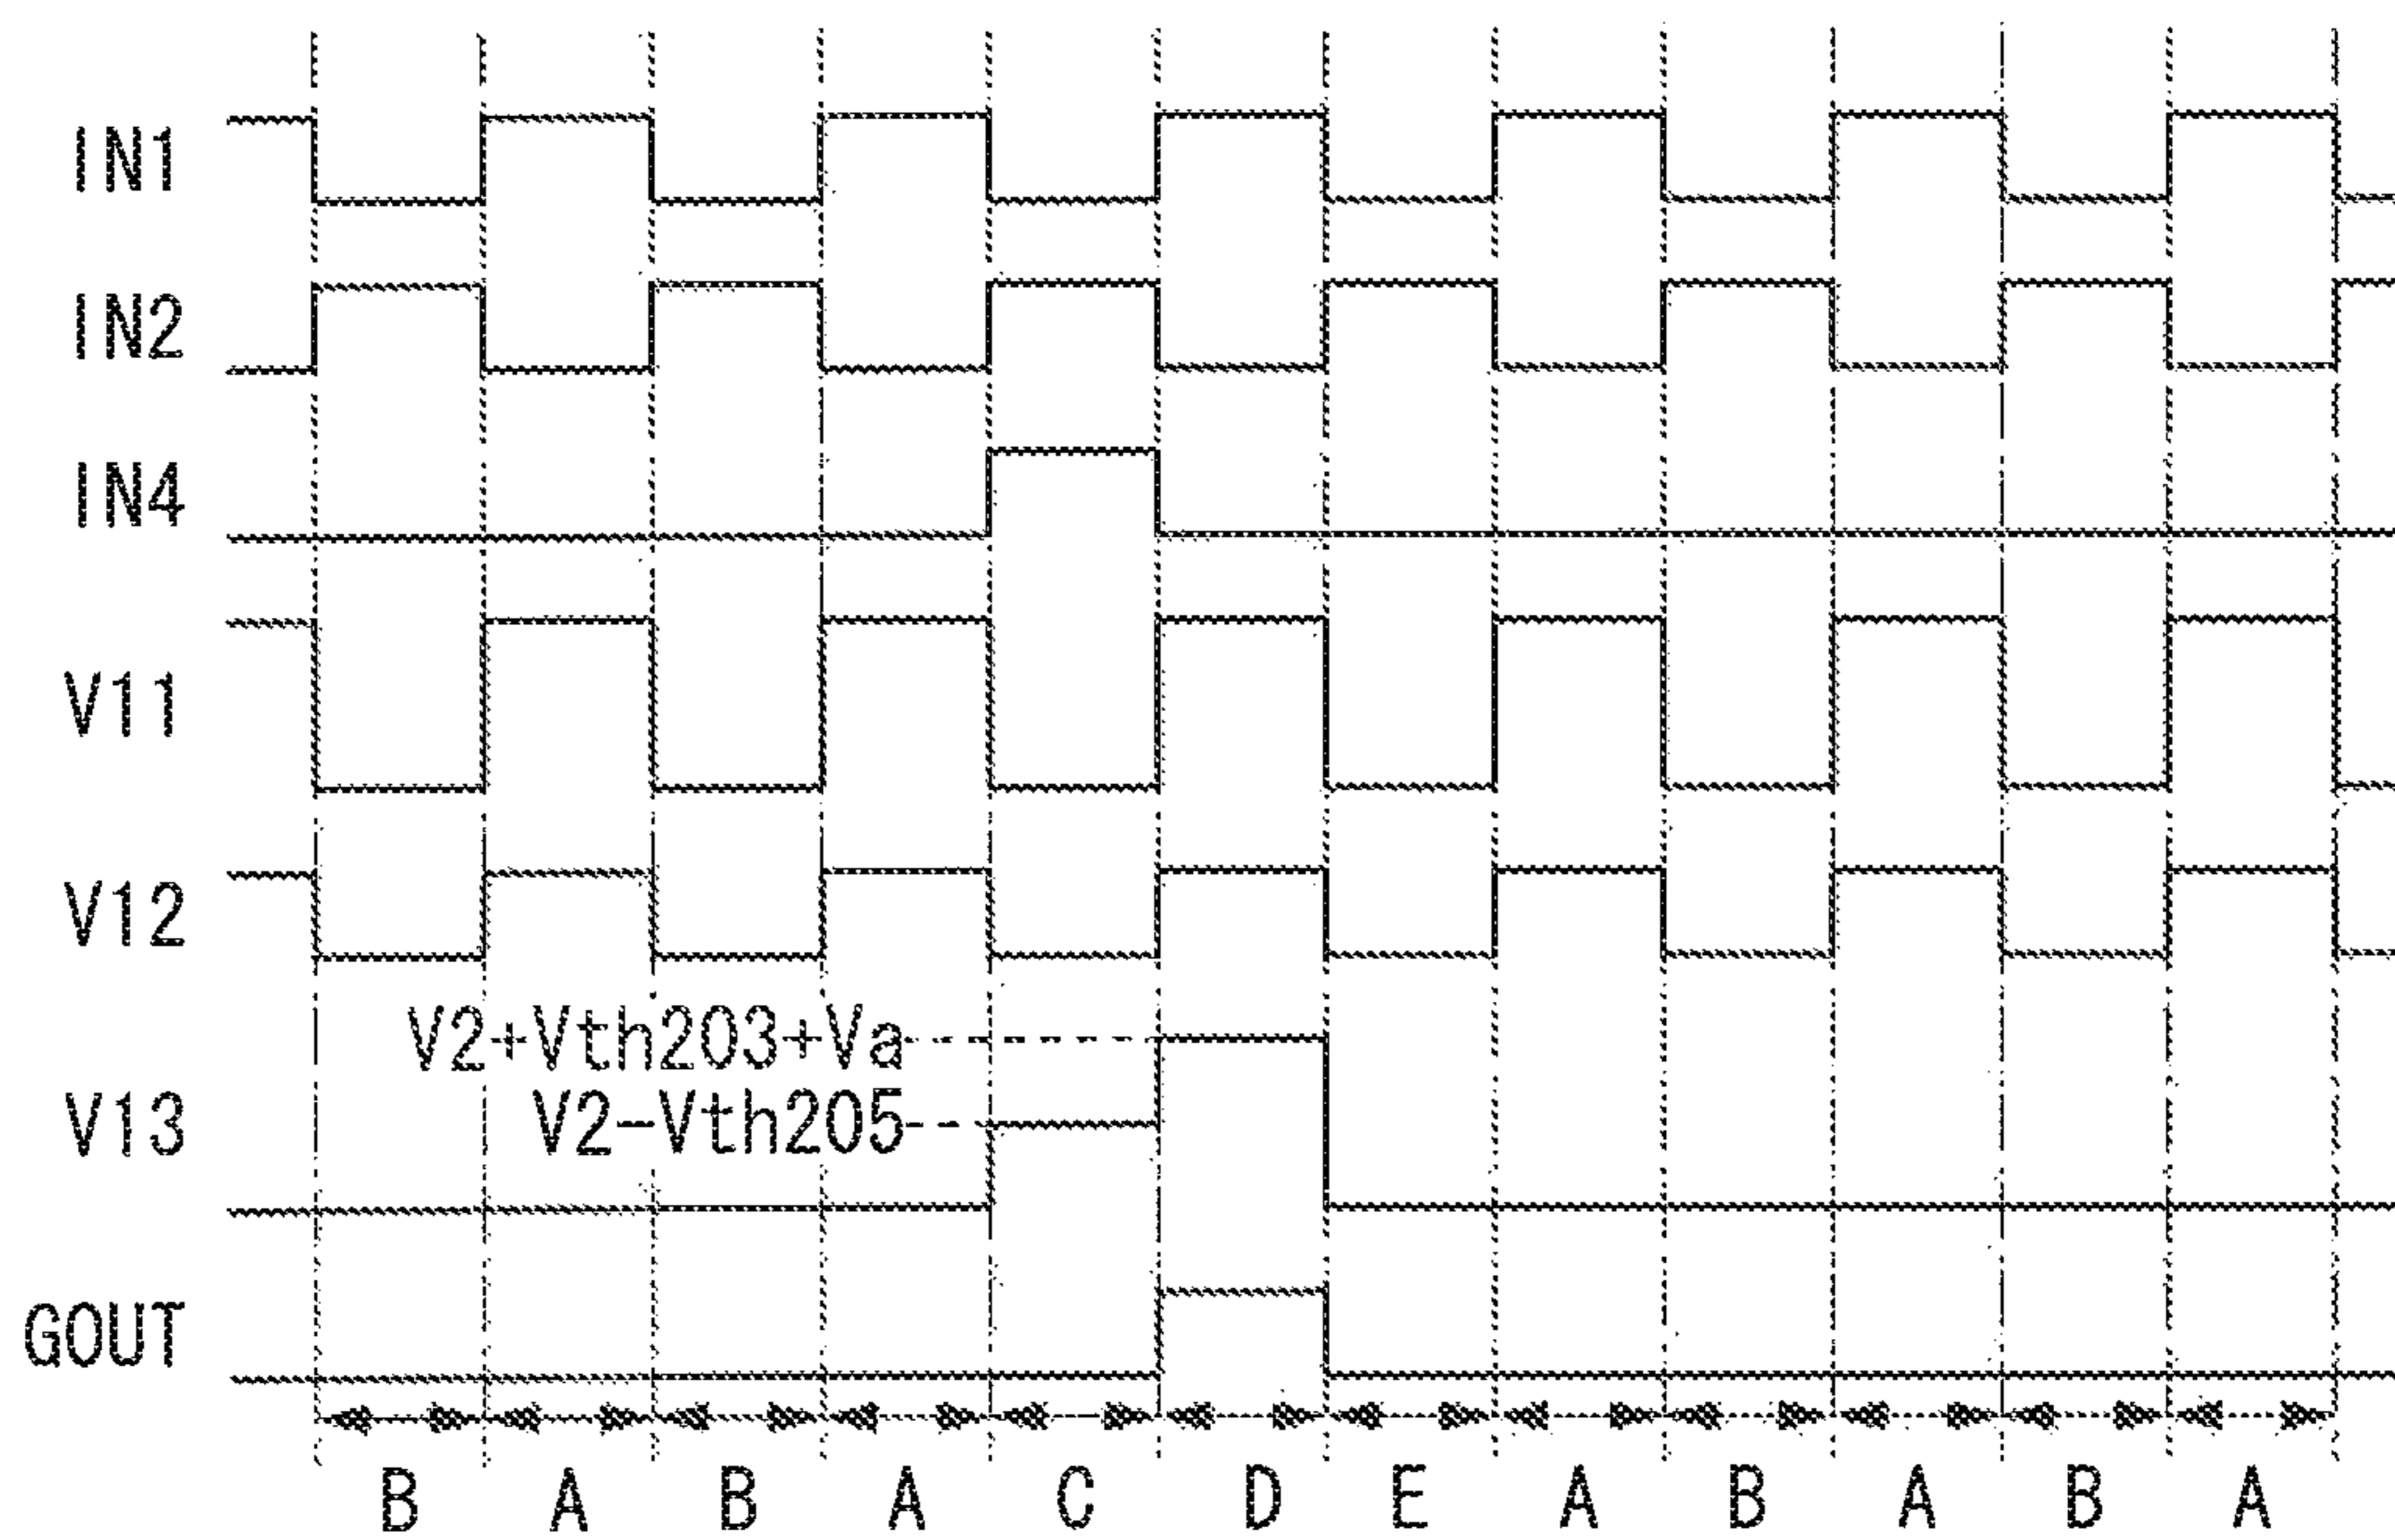 IN1
IN2
IN4
V11
V12
V2+Vth203+Va
V2-Vth205
V13
GOUT
B A B A C D E A B A B A